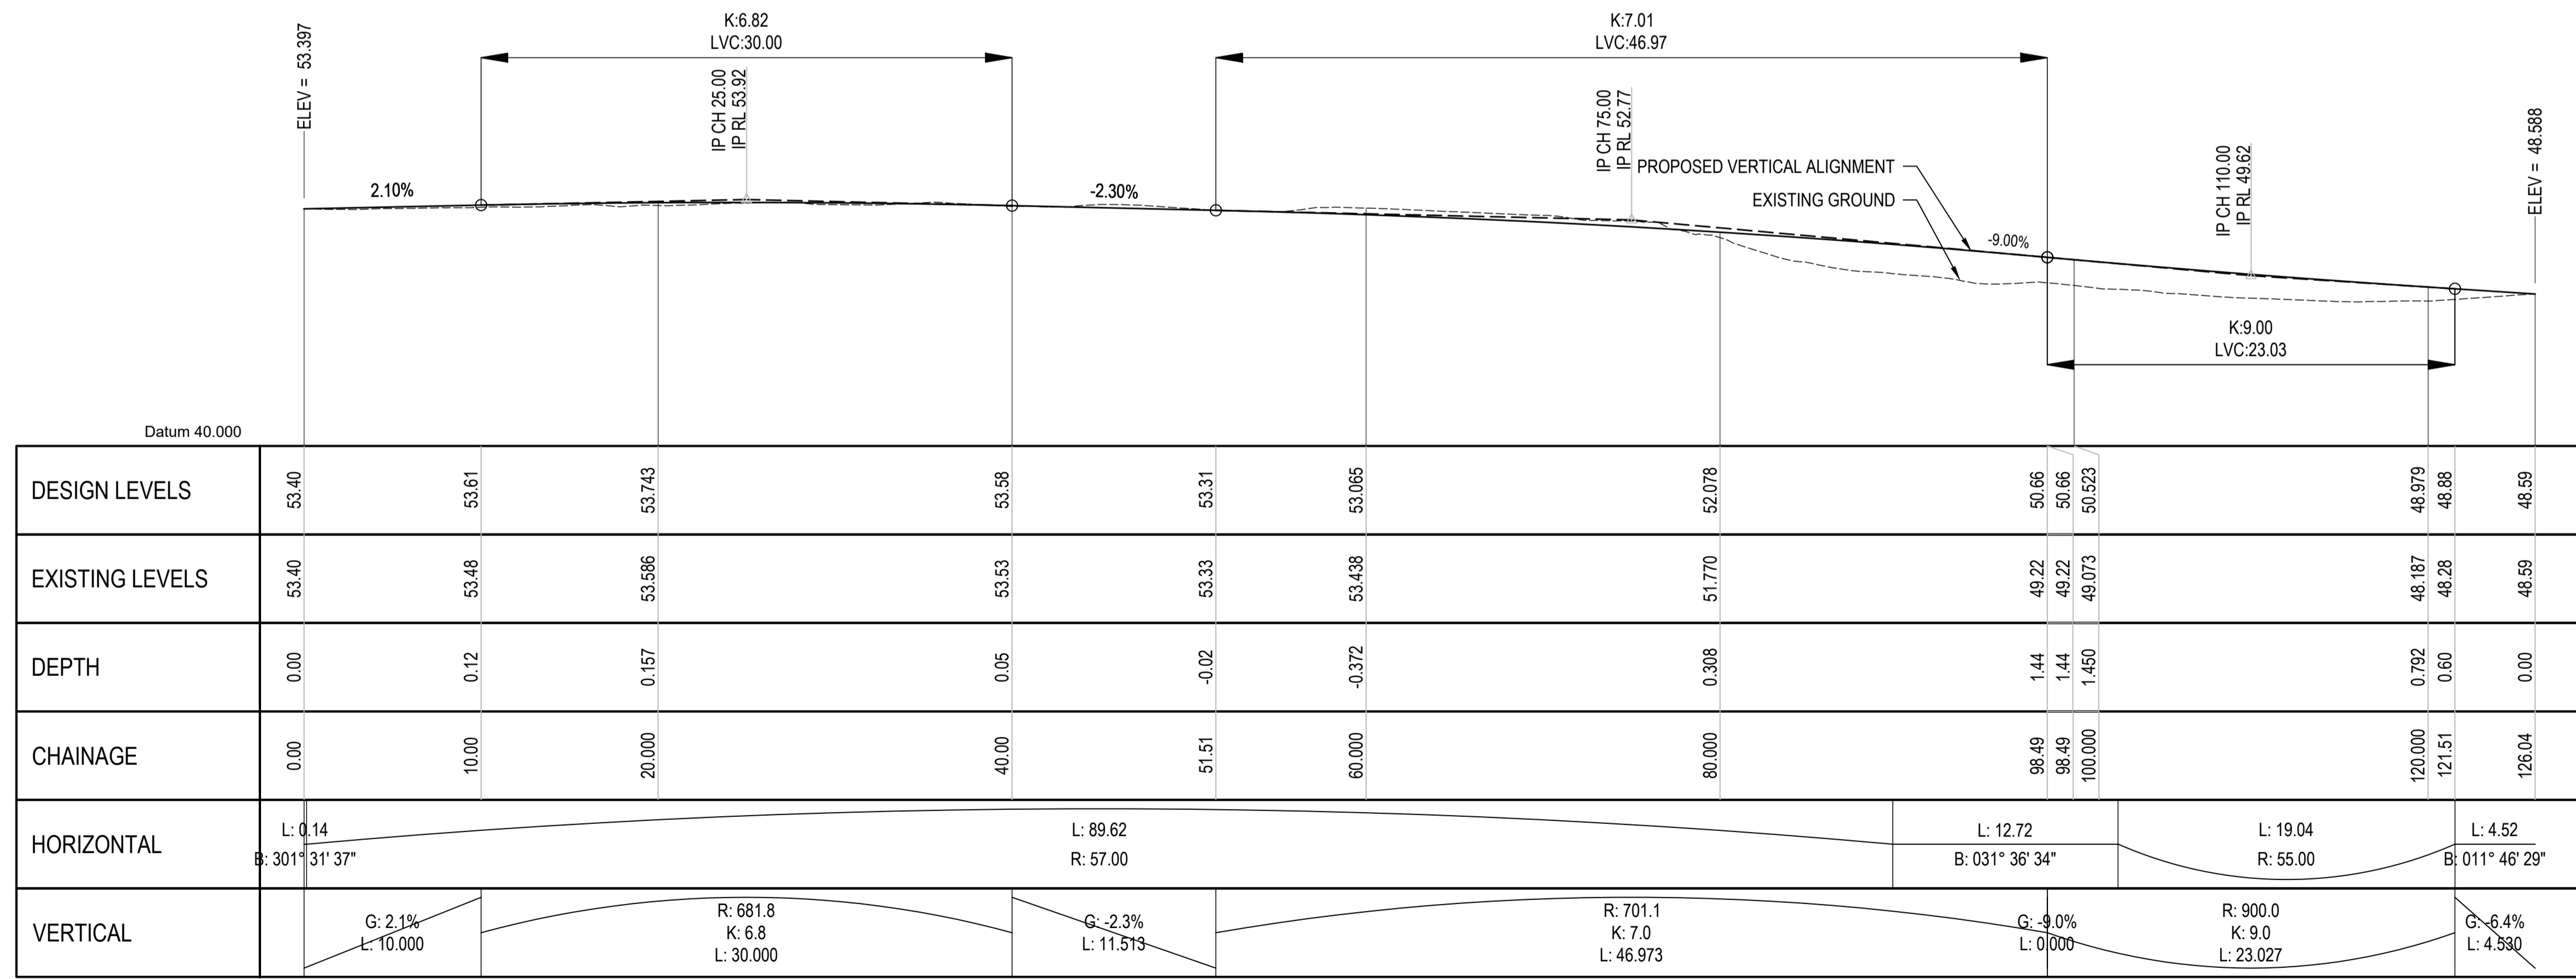 K:6.82
LVC:30.00
K:7.01
LVC:46.97
ELEV = 53.397
IP CH 25.00
IP RL 53.92
IP CH 75.00
IP RL 52.77
IP CH 110.00
IP RL 49.62
ELEV = 48.588
PROPOSED VERTICAL ALIGNMENT
EXISTING GROUND
2.10%
-2.30%
-9.00%
K:9.00
LVC:23.03
Datum 40.000
DESIGN LEVELS 53.40 53.61 53.743 53.58 53.31 53.065 52.078 50.66 50.66 50.523 48.979 48.88 48.59
EXISTING LEVELS 53.40 53.48 53.586 53.53 53.33 53.438 51.770 49.22 49.22 49.073 48.187 48.28 48.59
DEPTH 0.00 0.12 0.157 0.05 -0.02 -0.372 0.308 1.44 1.44 1.450 0.792 0.60 0.00
CHAINAGE 0.00 10.00 20.000 40.00 51.51 60.000 80.000 98.49 98.49 100.000 120.000 121.51 126.04
HORIZONTAL
L: 0.14
B: 301° 31' 37"
L: 89.62
R: 57.00
L: 12.72
B: 031° 36' 34"
L: 19.04
R: 55.00
L: 4.52
B: 011° 46' 29"
VERTICAL
G: 2.1%
L: 10.000
R: 681.8
K: 6.8
L: 30.000
G: -2.3%
L: 11.513
R: 701.1
K: 7.0
L: 46.973
G: -9.0%
L: 0.000
R: 900.0
K: 9.0
L: 23.027
G: -6.4%
L: 4.530